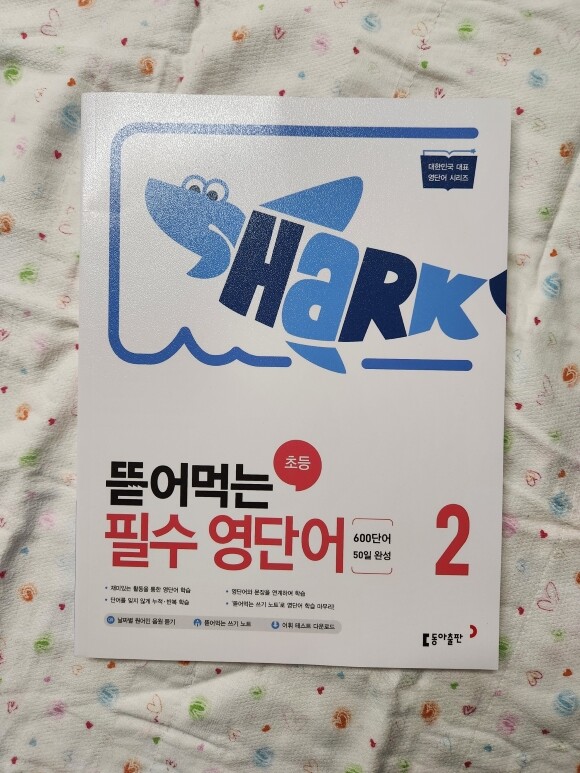 대한민국 대표
영단어 시리즈
SHARK
초등
뜯어먹는
필수 영단어
600단어
50일 완성
2
• 재미있는 활동을 통한 영단어 학습
• 단어를 잊지 않게 누적·반복 학습
• 영단어와 문장을 연계하여 학습
• '뜯어먹는 쓰기 노트'로 영단어 학습 마무리!
날짜별 원어민 음원 듣기
뜯어먹는 쓰기 노트
어휘 테스트 다운로드
동아출판